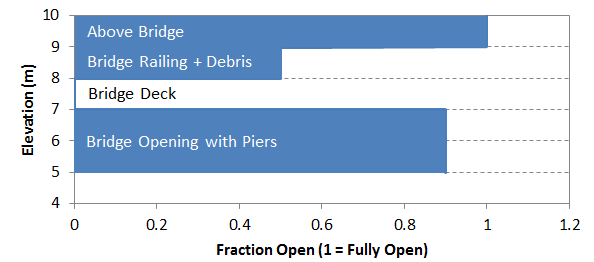 10
Above Bridge
9
Bridge Railing + Debris
8
Bridge Deck
7
Bridge Opening with Piers
6
5
4
Elevation (m)
0 0.2 0.4 0.6 0.8 1 1.2
Fraction Open (1 = Fully Open)